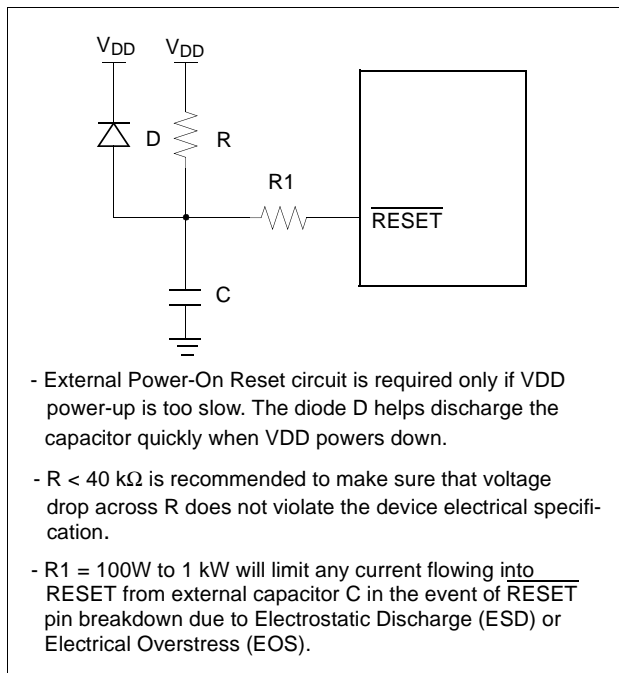 VDD VDD
D R
R1
RESET
C
- External Power-On Reset circuit is required only if VDD
power-up is too slow. The diode D helps discharge the
capacitor quickly when VDD powers down.
- R < 40 kΩ is recommended to make sure that voltage
drop across R does not violate the device electrical specifi-
cation.
- R1 = 100W to 1 kW will limit any current flowing into
RESET from external capacitor C in the event of RESET
pin breakdown due to Electrostatic Discharge (ESD) or
Electrical Overstress (EOS).